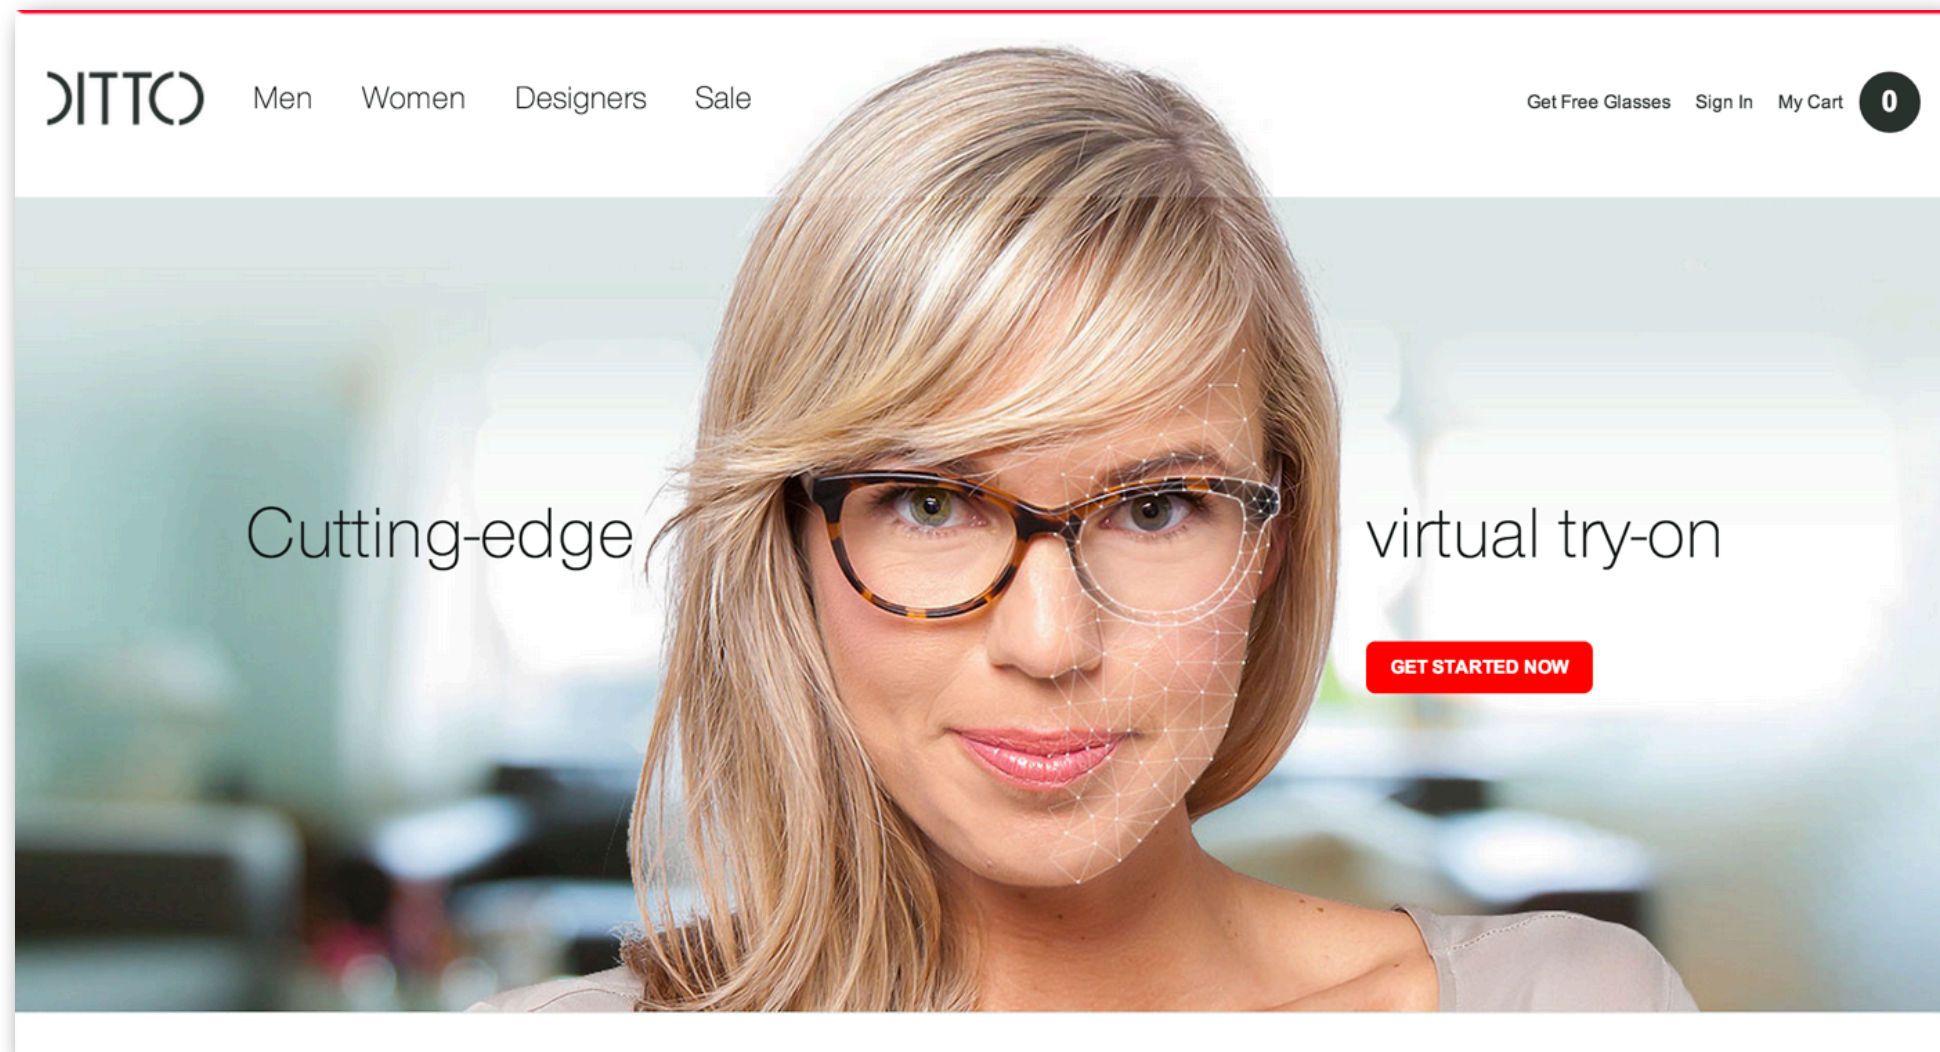 DITTO
Men Women Designers Sale
Get Free Glasses Sign In My Cart 0
Cutting-edge virtual try-on
GET STARTED NOW